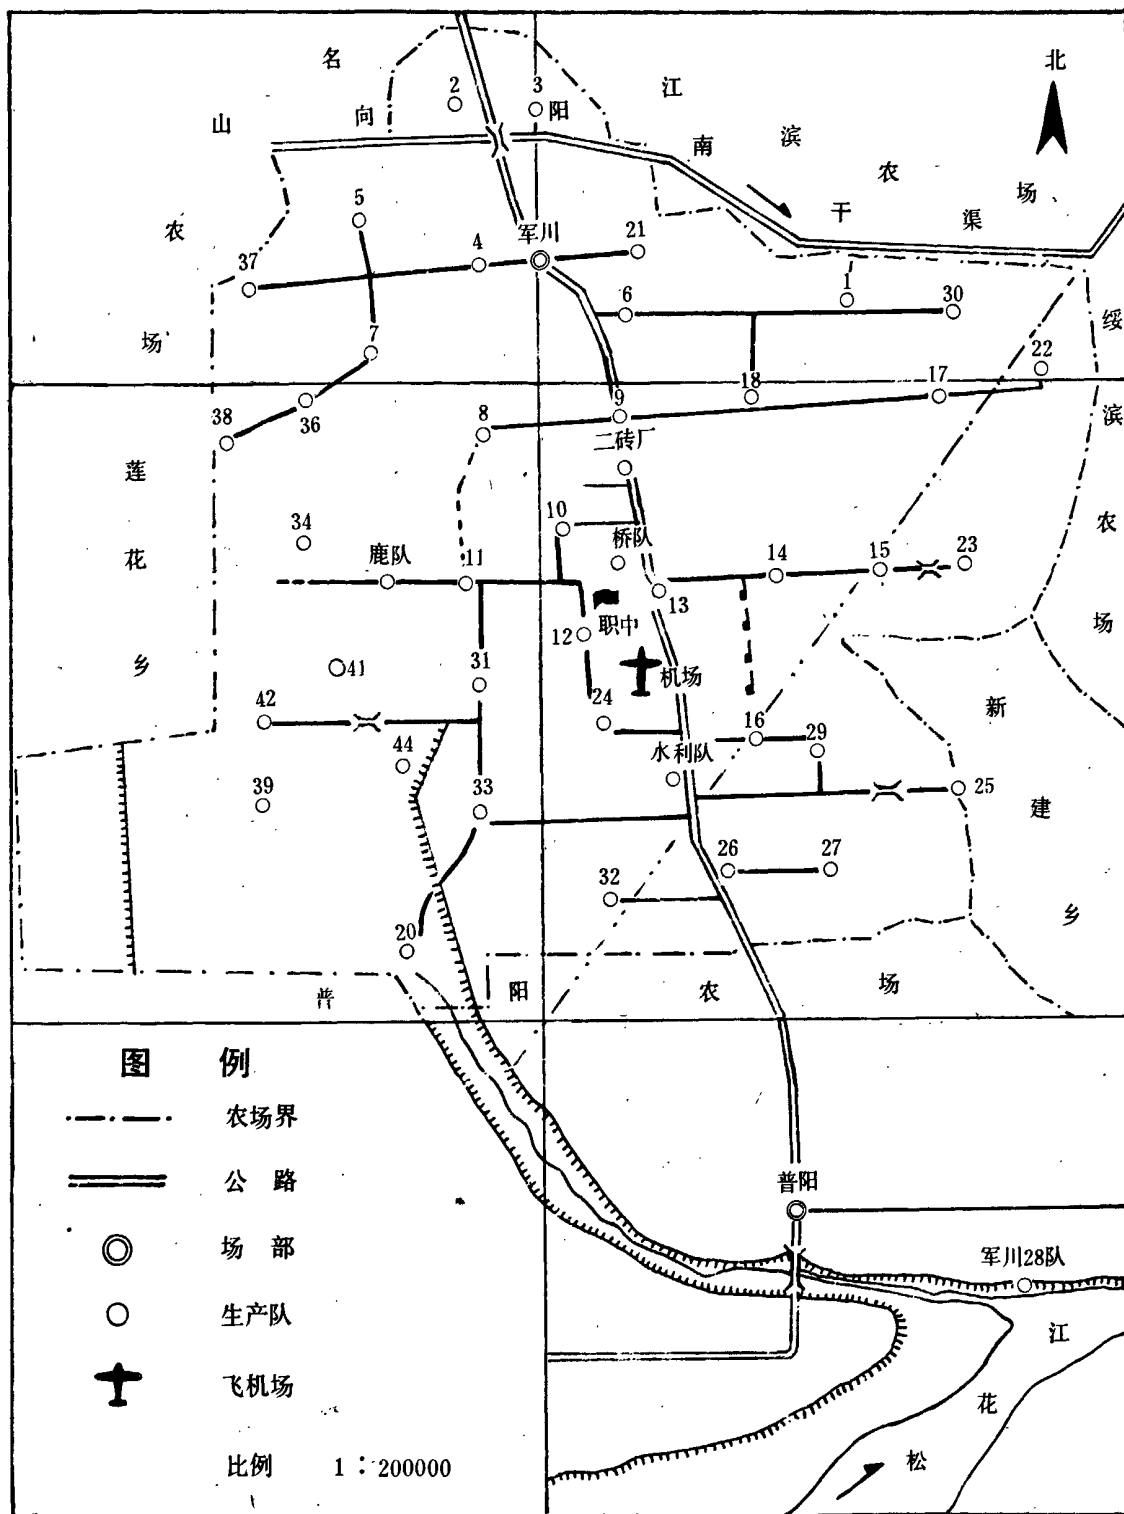 北
名
山
农
场
向
阳
江
滨
农
场
南
干
渠
2
3
5
37
4
军川
21
6
1
30
7
22
绥
滨
农
场
36
38
8
9
18
17
二砖厂
莲
花
乡
34
10
桥队
鹿队
11
14
15
23
13
职中
12
41
31
机场
42
24
16
29
新
建
乡
44
水利队
39
33
25
26
27
32
20
普
阳
农
场
图 例
农场界
公 路
场 部
生产队
飞机场
比例 1：200000
普阳
军川28队
江
花
松